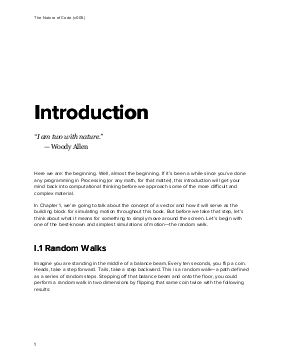 The Nature of Code (v005)
Introduction
“I am two with nature.”
— Woody Allen
Here we are: the beginning. Well, almost the beginning. If it’s been a while since you’ve done
any programming in Processing (or any math, for that matter), this introduction will get your
mind back into computational thinking before we approach some of the more difficult and
complex material.
In Chapter 1, we’re going to talk about the concept of a vector and how it will serve as the
building block for simulating motion throughout this book. But before we take that step, let’s
think about what it means for something to simply move around the screen. Let’s begin with
one of the best-known and simplest simulations of motion—the random walk.
I.1 Random Walks
Imagine you are standing in the middle of a balance beam. Every ten seconds, you flip a coin.
Heads, take a step forward. Tails, take a step backward. This is a random walk—a path defined
as a series of random steps. Stepping off that balance beam and onto the floor, you could
perform a random walk in two dimensions by flipping that same coin twice with the following
results:
1